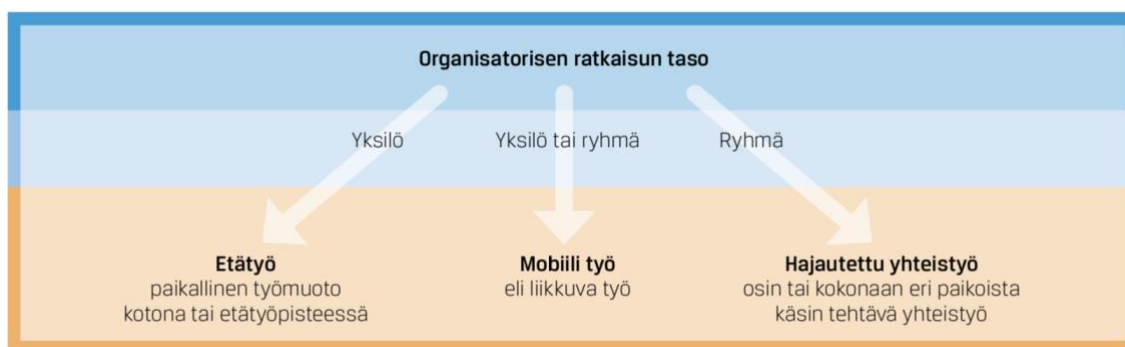 Organisatorisen ratkaisun taso
Yksilö
Yksilö tai ryhmä
Ryhmä
Etätyö
paikallinen työmuoto
kotona tai etätyöpisteessä
Mobiili työ
eli liikkuva työ
Hajautettu yhteistyö
osin tai kokonaan eri paikoista
käsin tehtävä yhteistyö